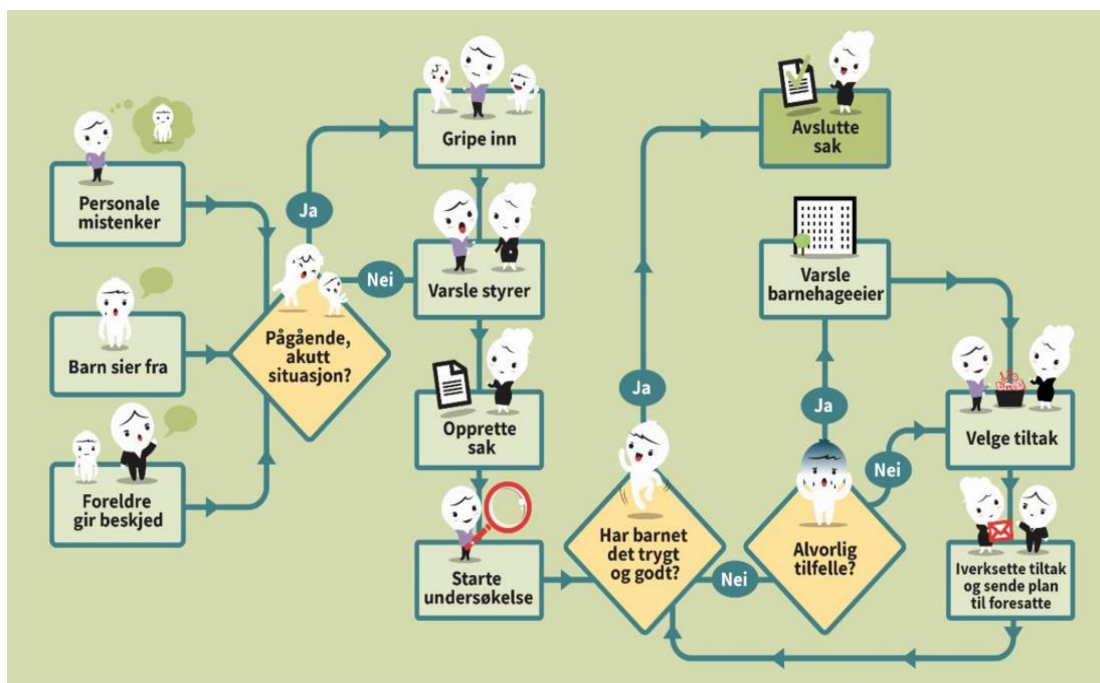 Personale
mistenker
Barn sier fra
Foreldre
gir beskjed
Pågående,
akutt
situasjon?
Ja
Nei
Gripe inn
Varsle styrer
Opprette
sak
Starte
undersøkelse
Har barnet
det trygt
og godt?
Ja
Nei
Avslutte
sak
Alvorlig
tilfelle?
Ja
Nei
Varsle
barnehageeier
Velge tiltak
Iverksette tiltak
og sende plan
til foresatte